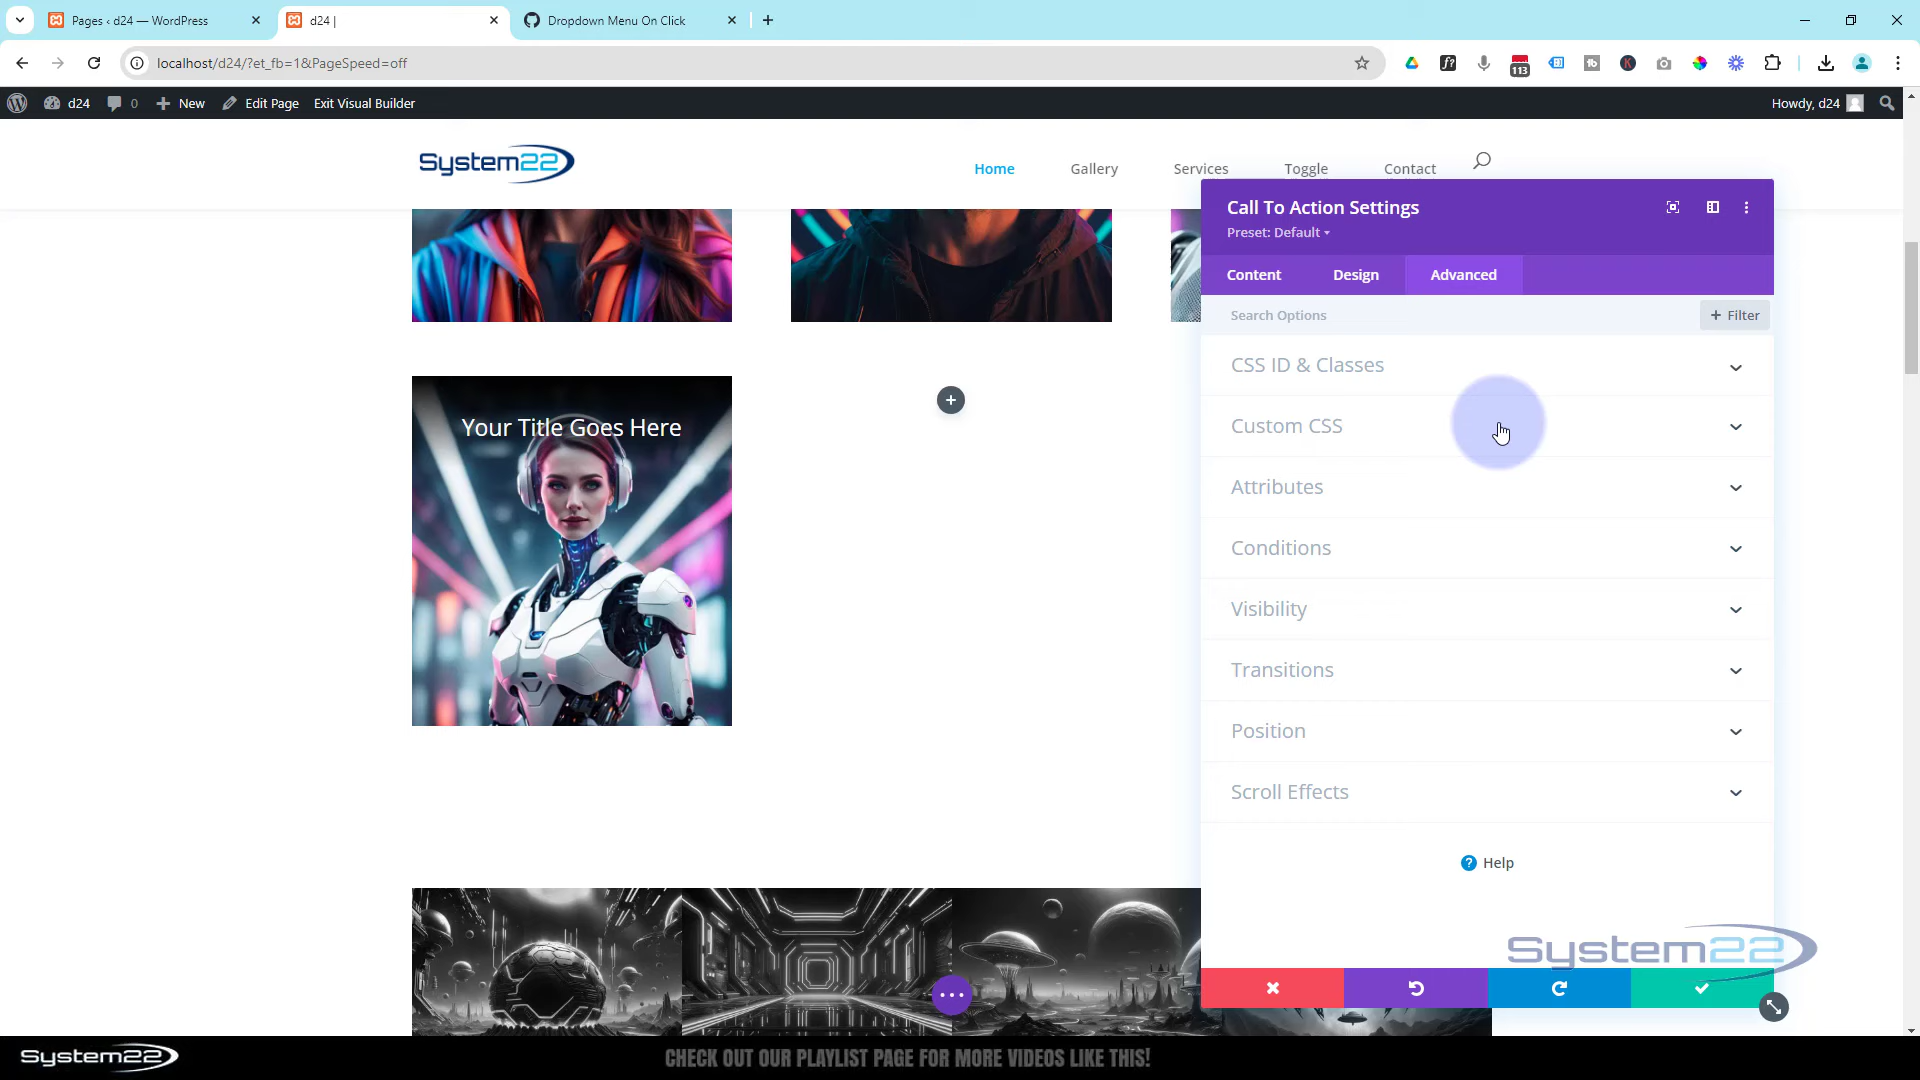 Pages ‹ d24 — WordPress
d24 |
Dropdown Menu On Click
localhost/d24/?et_fb=1&PageSpeed=off
f?
113
tb
K
d24
0
New
Edit Page
Exit Visual Builder
Howdy, d24
System22
Home
Gallery
Services
Toggle
Contact
Call To Action Settings
Preset: Default
Content
Design
Advanced
Search Options
+ Filter
CSS ID & Classes
Your Title Goes Here
Custom CSS
Attributes
Conditions
Visibility
Transitions
Position
Scroll Effects
? Help
System22
System22
CHECK OUT OUR PLAYLIST PAGE FOR MORE VIDEOS LIKE THIS!